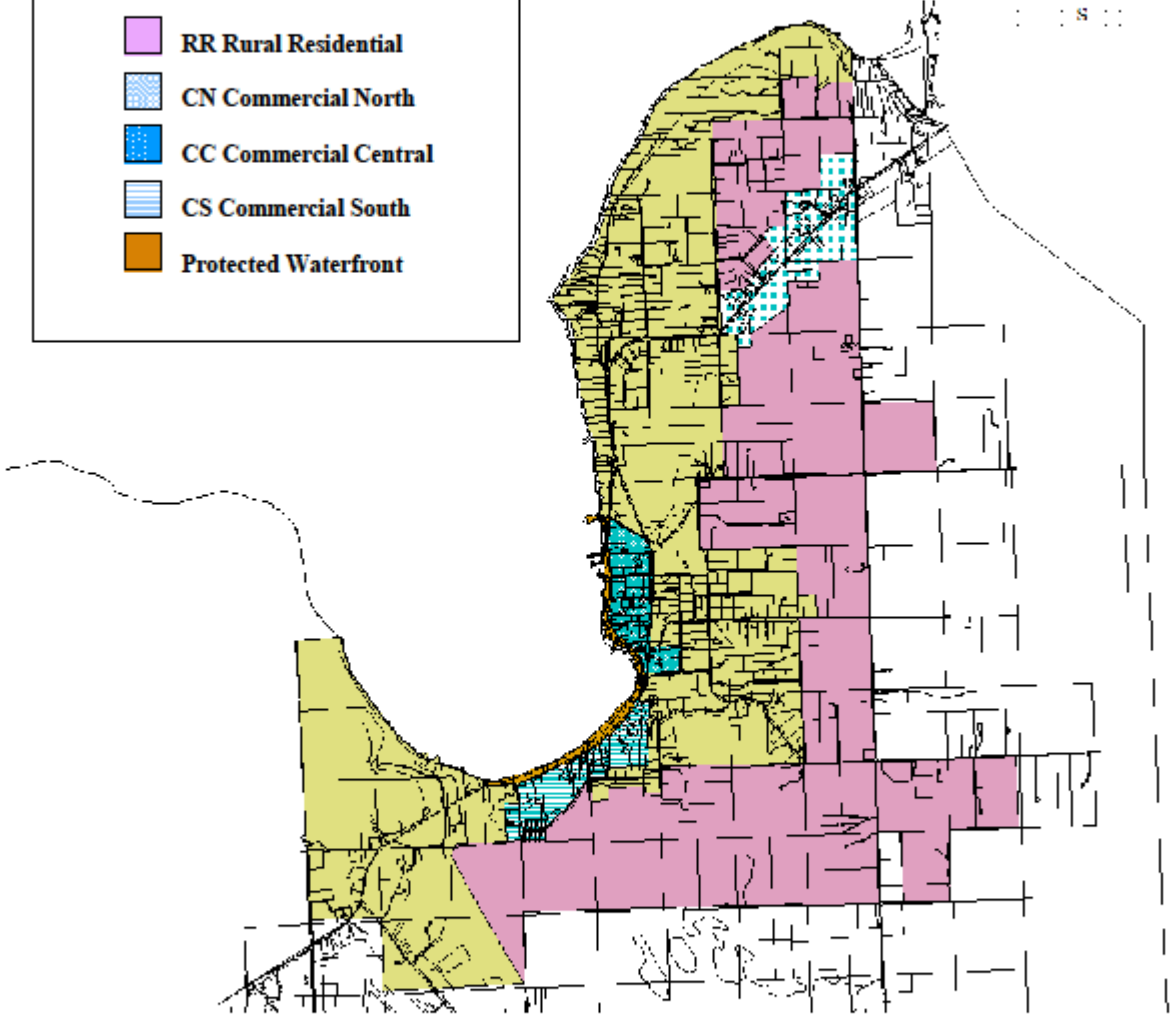 S
RR Rural Residential
CN Commercial North
CC Commercial Central
CS Commercial South
Protected Waterfront